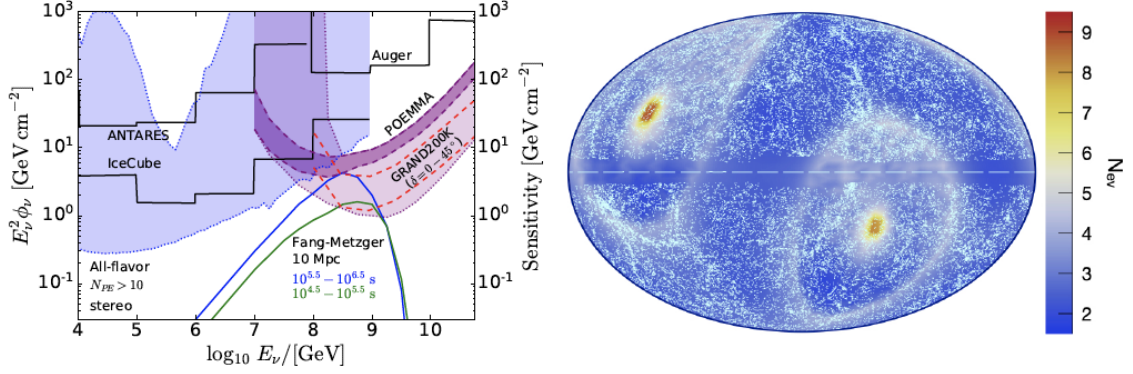 10³
10²
10¹
10⁰
10⁻¹
E²ᵥϕᵥ [GeV cm⁻²]
ANTARES
IceCube
Auger
POEMMA
GRAND200K
(δ=0 - 45°)
All-flavor
N_PE > 10
stereo
Fang-Metzger
10 Mpc
10^5.5 − 10^6.5 s
10^4.5 − 10^5.5 s
4 5 6 7 8 9 10
log₁₀ Eᵥ/[GeV]
10³
10²
10¹
10⁰
10⁻¹
Sensitivity [GeV cm⁻²]
9
8
7
6
5
4
3
2
N_ev